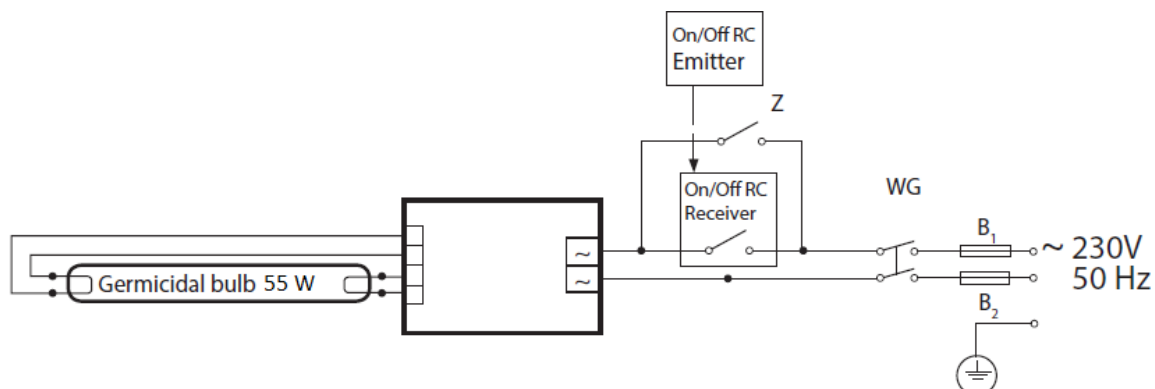 On/Off RC
Emitter
Z
On/Off RC
Receiver
WG
B1
~ 230V
50 Hz
B2
~
~
Germicidal bulb 55 W